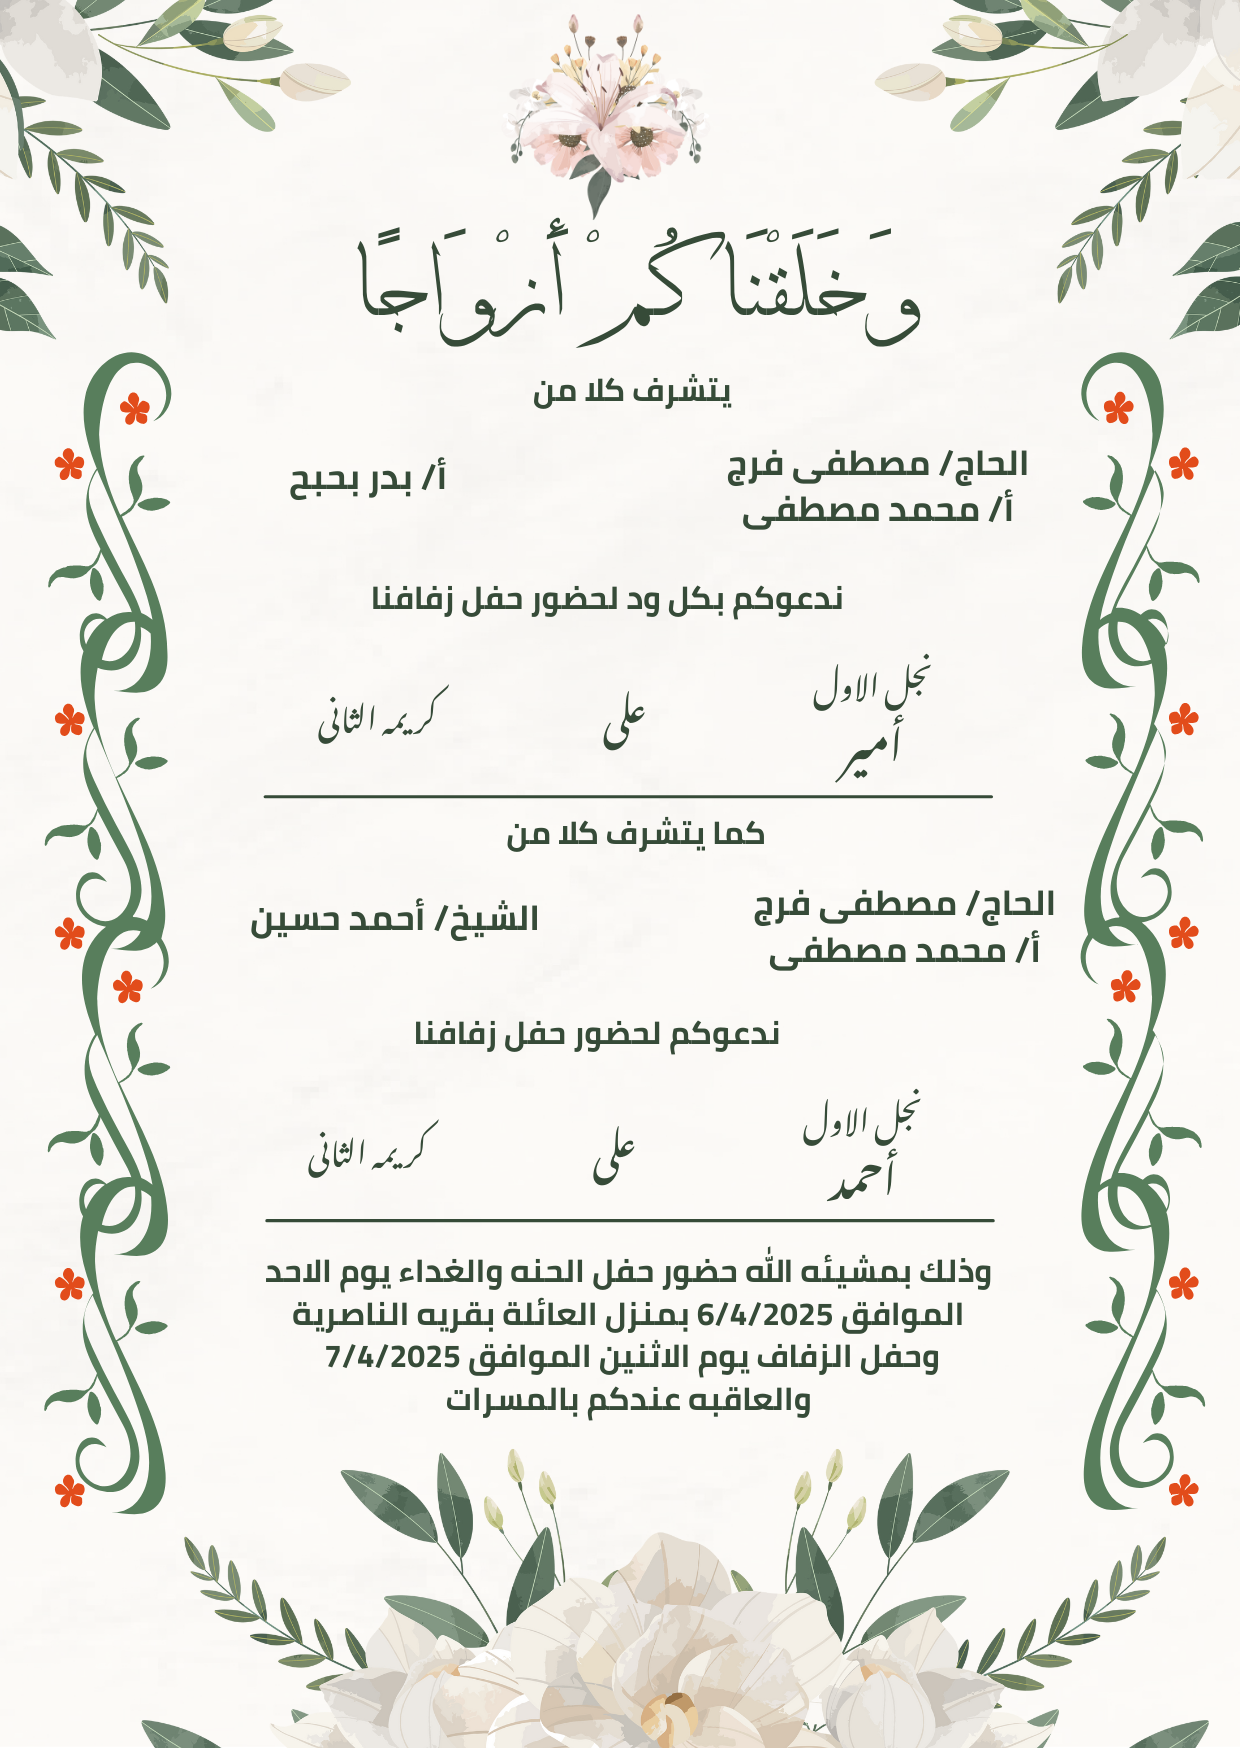 وَخَلَقْنَاكُمْ أَزْوَاجًا
يتشرف كلا من
الحاج/ مصطفى فرج
أ/ محمد مصطفى
أ/ بدر بحبح
ندعوكم بكل ود لحضور حفل زفافنا
نجل الاول
أمير
على
كريمه الثانى
كما يتشرف كلا من
الحاج/ مصطفى فرج
أ/ محمد مصطفى
الشيخ/ أحمد حسين
ندعوكم لحضور حفل زفافنا
نجل الاول
أحمد
على
كريمه الثانى
وذلك بمشيئه الله حضور حفل الحنه والغداء يوم الاحد
الموافق 6/4/2025 بمنزل العائلة بقريه الناصرية
وحفل الزفاف يوم الاثنين الموافق 7/4/2025
والعاقبه عندكم بالمسرات